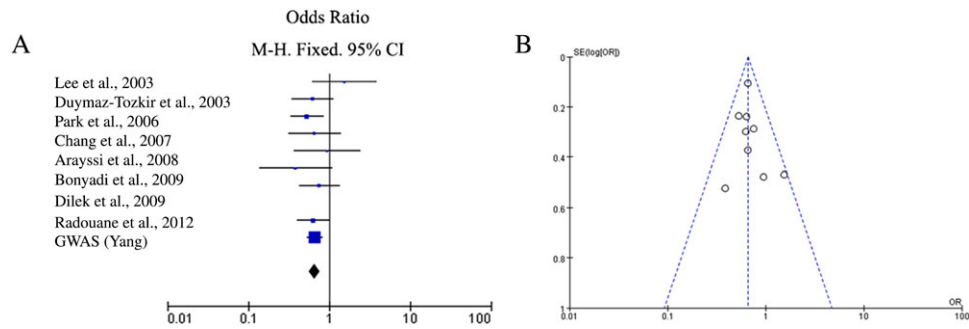 Odds Ratio
A
M-H. Fixed. 95% CI
Lee et al., 2003
Duymaz-Tozkir et al., 2003
Park et al., 2006
Chang et al., 2007
Arayssi et al., 2008
Bonyadi et al., 2009
Dilek et al., 2009
Radouane et al., 2012
GWAS (Yang)
0.01 0.1 1 10 100
B
SE(log[OR])
0
0.2
0.4
0.6
0.8
1
OR
0.01 0.1 1 10 100